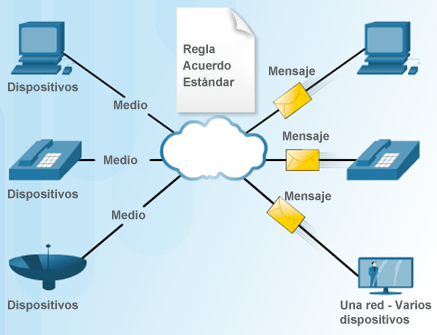 Regla
Acuerdo
Estándar
Mensaje
Dispositivos
Medio
Mensaje
Medio
Dispositivos
Mensaje
Medio
Dispositivos
Una red - Varios
dispositivos